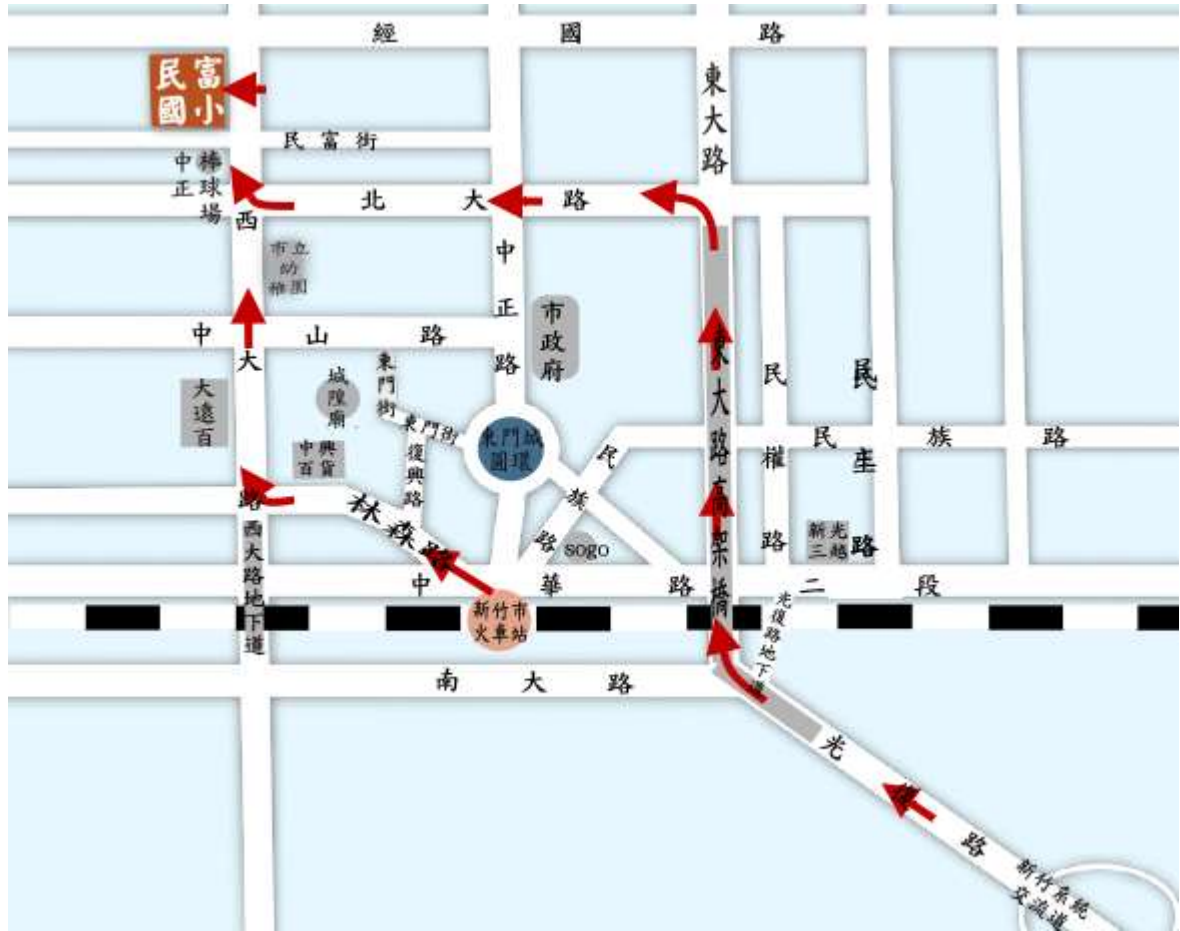 經國路
民富
國小
東大路
民富街
中正
棒球場
北大路
西大路
市立
幼
稚園
中正路
市政府
中山路
大遠百
城隍廟
東門街
東門街
東門城
圓環
中興
百貨
復興路
東大路高架橋
民權路
民生路
民族路
民族路
林森路
sogo
新光
三越
中華路二段
西大路地下道
新竹市
火車站
光復路地下道
南大路
光復路
新竹系統
交流道